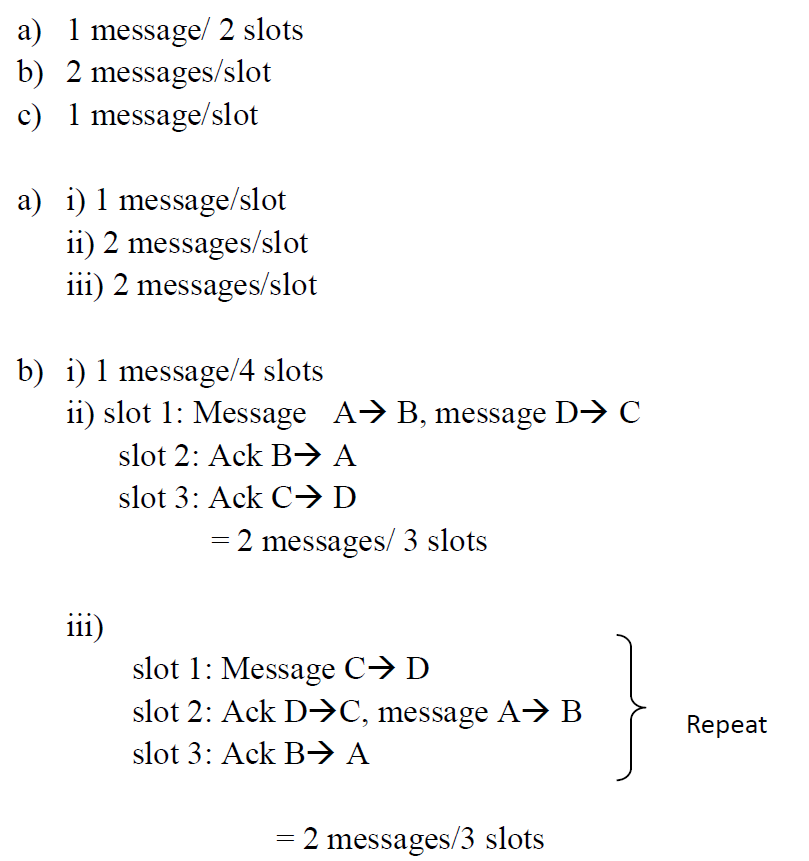 a) 1 message/ 2 slots
b) 2 messages/slot
c) 1 message/slot
a) i) 1 message/slot
ii) 2 messages/slot
iii) 2 messages/slot
b) i) 1 message/4 slots
ii) slot 1: Message A→ B, message D→ C
slot 2: Ack B→ A
slot 3: Ack C→ D
= 2 messages/ 3 slots
iii)
slot 1: Message C→ D
slot 2: Ack D→C, message A→ B
Repeat
slot 3: Ack B→ A
= 2 messages/3 slots